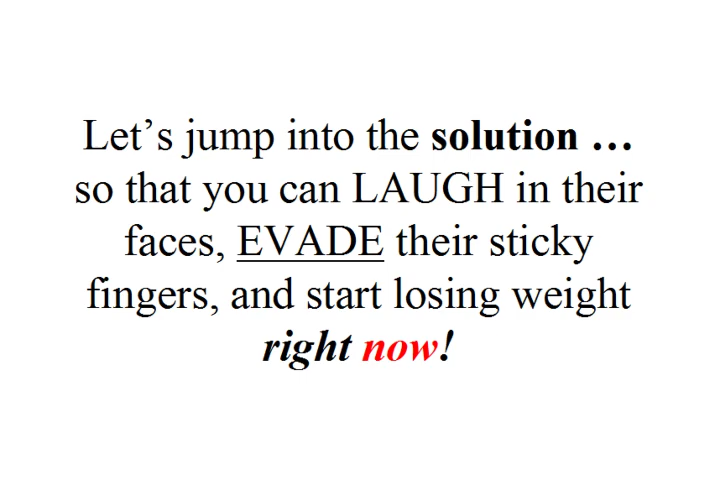 Let’s jump into the solution …
so that you can LAUGH in their
faces, EVADE their sticky
fingers, and start losing weight
right now!